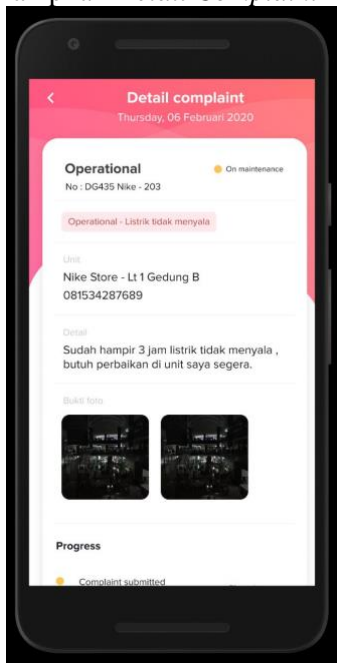 Detail complaint
Thursday, 06 Februari 2020
Operational
On maintenance
No : DG435 Nike - 203
Operational - Listrik tidak menyala
Unit
Nike Store - Lt 1 Gedung B
081534287689
Detail
Sudah hampir 3 jam listrik tidak menyala ,
butuh perbaikan di unit saya segera.
Bukti foto
Progress
Complaint submitted